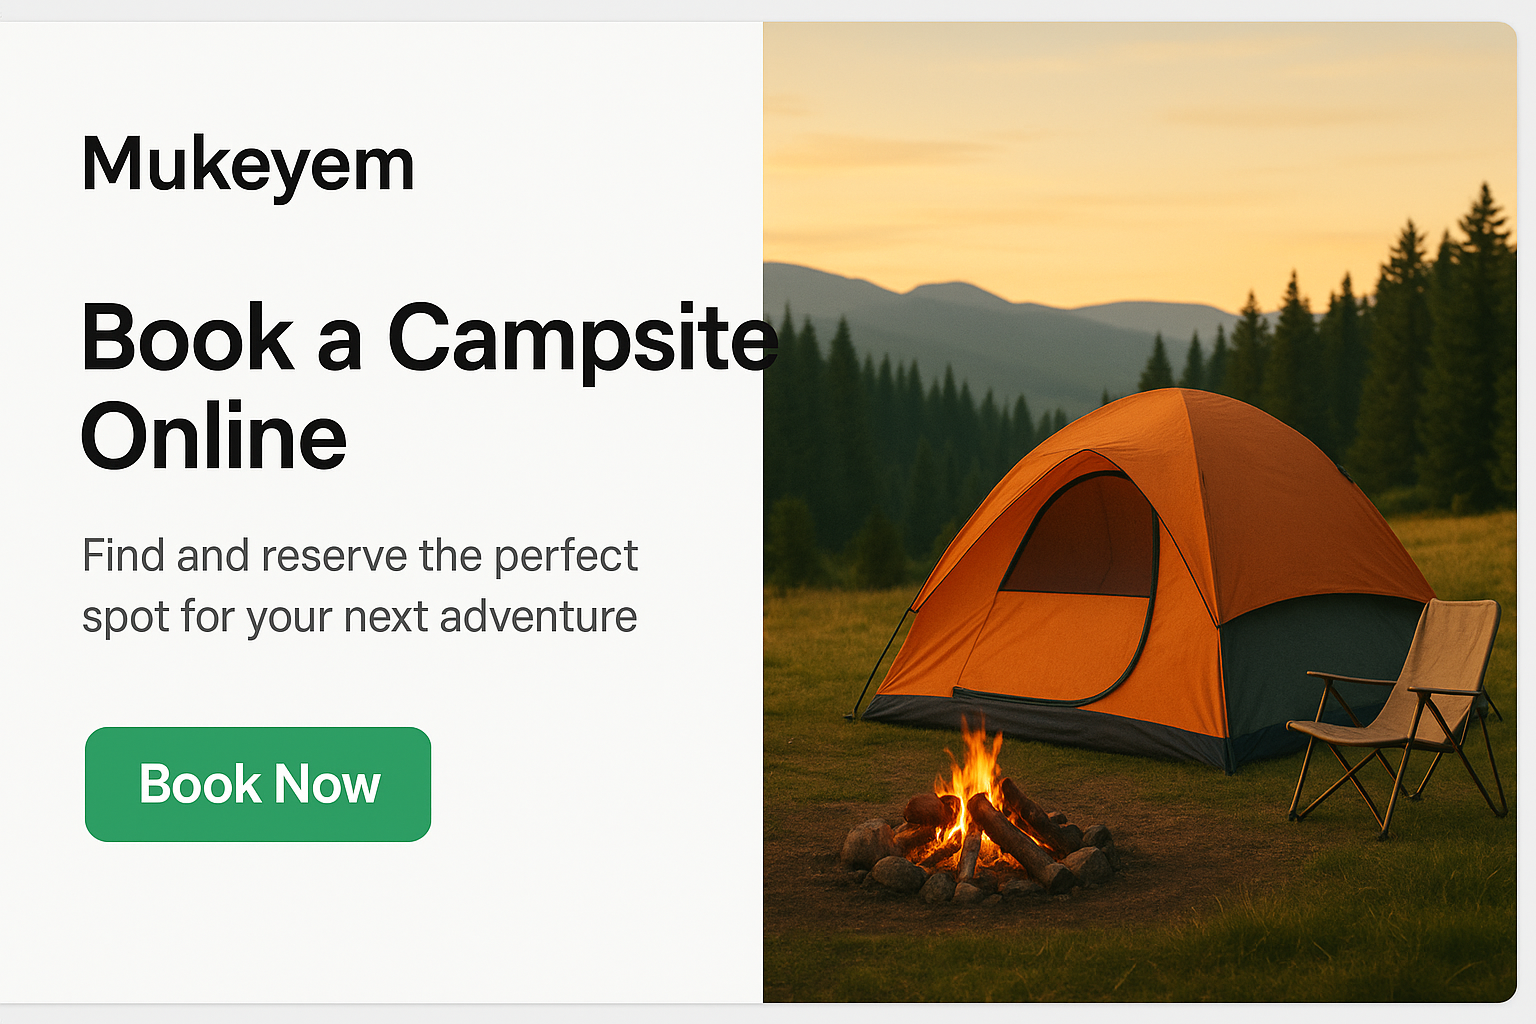 Mukeyem
Book a Campsite
Online
Find and reserve the perfect
spot for your next adventure
Book Now